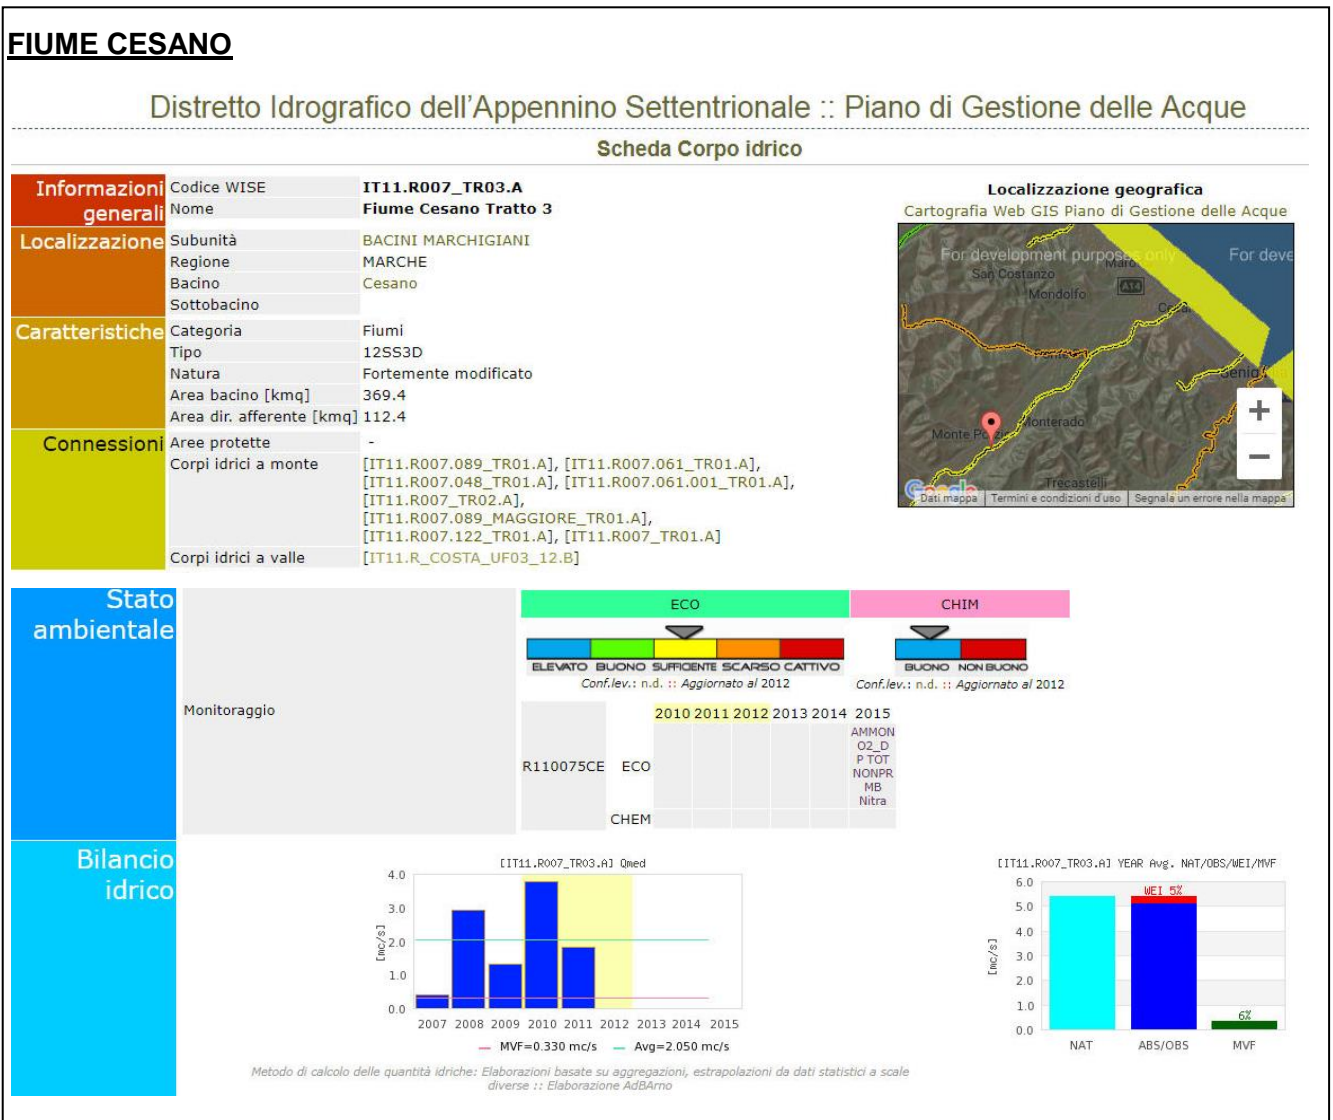 FIUME CESANO
Distretto Idrografico dell'Appennino Settentrionale :: Piano di Gestione delle Acque
Scheda Corpo idrico
Informazioni generali
Codice WISE IT11.R007_TR03.A
Nome Fiume Cesano Tratto 3
Localizzazione
Subunità BACINI MARCHIGIANI
Regione MARCHE
Bacino Cesano
Sottobacino
Caratteristiche
Categoria Fiumi
Tipo 12SS3D
Natura Fortemente modificato
Area bacino [kmq] 369.4
Area dir. afferente [kmq] 112.4
Connessioni
Aree protette -
Corpi idrici a monte [IT11.R007.089_TR01.A], [IT11.R007.061_TR01.A],
[IT11.R007.048_TR01.A], [IT11.R007.061.001_TR01.A],
[IT11.R007_TR02.A],
[IT11.R007.089_MAGGIORE_TR01.A],
[IT11.R007.122_TR01.A], [IT11.R007_TR01.A]
Corpi idrici a valle [IT11.R_COSTA_UF03_12.B]
Localizzazione geografica
Cartografia Web GIS Piano di Gestione delle Acque
For development purposes only
For deve
San Costanzo
Maro
A14
Mondolfo
Monterado
Monte Po
Trecastelli
+
−
Google
Dati mappa Termini e condizioni d'uso Segnala un errore nella mappa
Stato
ambientale
Monitoraggio
ECO CHIM
ELEVATO BUONO SUFFICIENTE SCARSO CATTIVO
BUONO NON BUONO
Conf.lev.: n.d. :: Aggiornato al 2012
Conf.lev.: n.d. :: Aggiornato al 2012
2010 2011 2012 2013 2014 2015
R110075CE ECO
AMMON
O2_D
P TOT
NONPR
MB
Nitra
CHEM
Bilancio
idrico
[IT11.R007_TR03.A] Qmed
[mc/s]
4.0
3.0
2.0
1.0
0.0
2007 2008 2009 2010 2011 2012 2013 2014 2015
MVF=0.330 mc/s Avg=2.050 mc/s
[IT11.R007_TR03.A] YEAR Avg. NAT/OBS/WEI/MVF
[mc/s]
6.0
5.0
4.0
3.0
2.0
1.0
0.0
WEI 5%
6%
NAT ABS/OBS MVF
Metodo di calcolo delle quantità idriche: Elaborazioni basate su aggregazioni, estrapolazioni da dati statistici a scale
diverse :: Elaborazione AdBArno